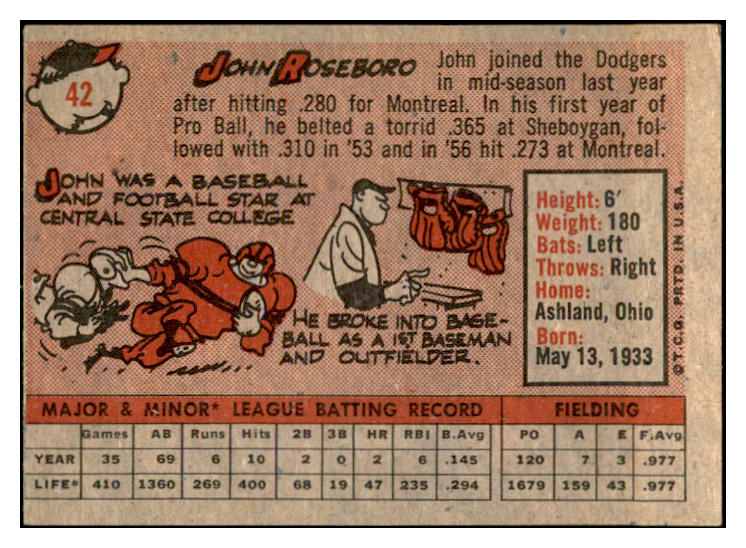 42
JOHN ROSEBORO
John joined the Dodgers
in mid-season last year
after hitting .280 for Montreal. In his first year of
Pro Ball, he belted a torrid .365 at Sheboygan, fol-
lowed with .310 in '53 and in '56 hit .273 at Montreal.
JOHN WAS A BASEBALL
AND FOOTBALL STAR AT
CENTRAL STATE COLLEGE
HE BROKE INTO BASE-
BALL AS A 1ST BASEMAN
AND OUTFIELDER.
Height: 6'
Weight: 180
Bats: Left
Throws: Right
Home:
Ashland, Ohio
Born:
May 13, 1933
©T.C.G. PRTD. IN U.S.A.
MAJOR & MINOR* LEAGUE BATTING RECORD FIELDING
Games AB Runs Hits 2B 3B HR RBI B.Avg PO A E F.Avg
YEAR 35 69 6 10 2 0 2 6 .145 120 7 3 .977
LIFE* 410 1360 269 400 68 19 47 235 .294 1679 159 43 .977